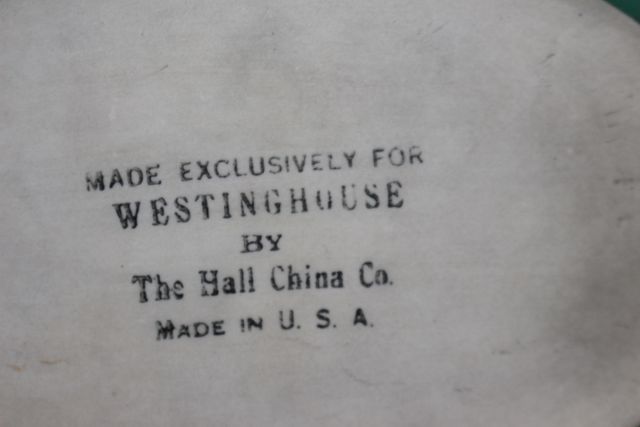 MADE EXCLUSIVELY FOR
WESTINGHOUSE
BY
The Hall China Co.
MADE IN U. S. A.